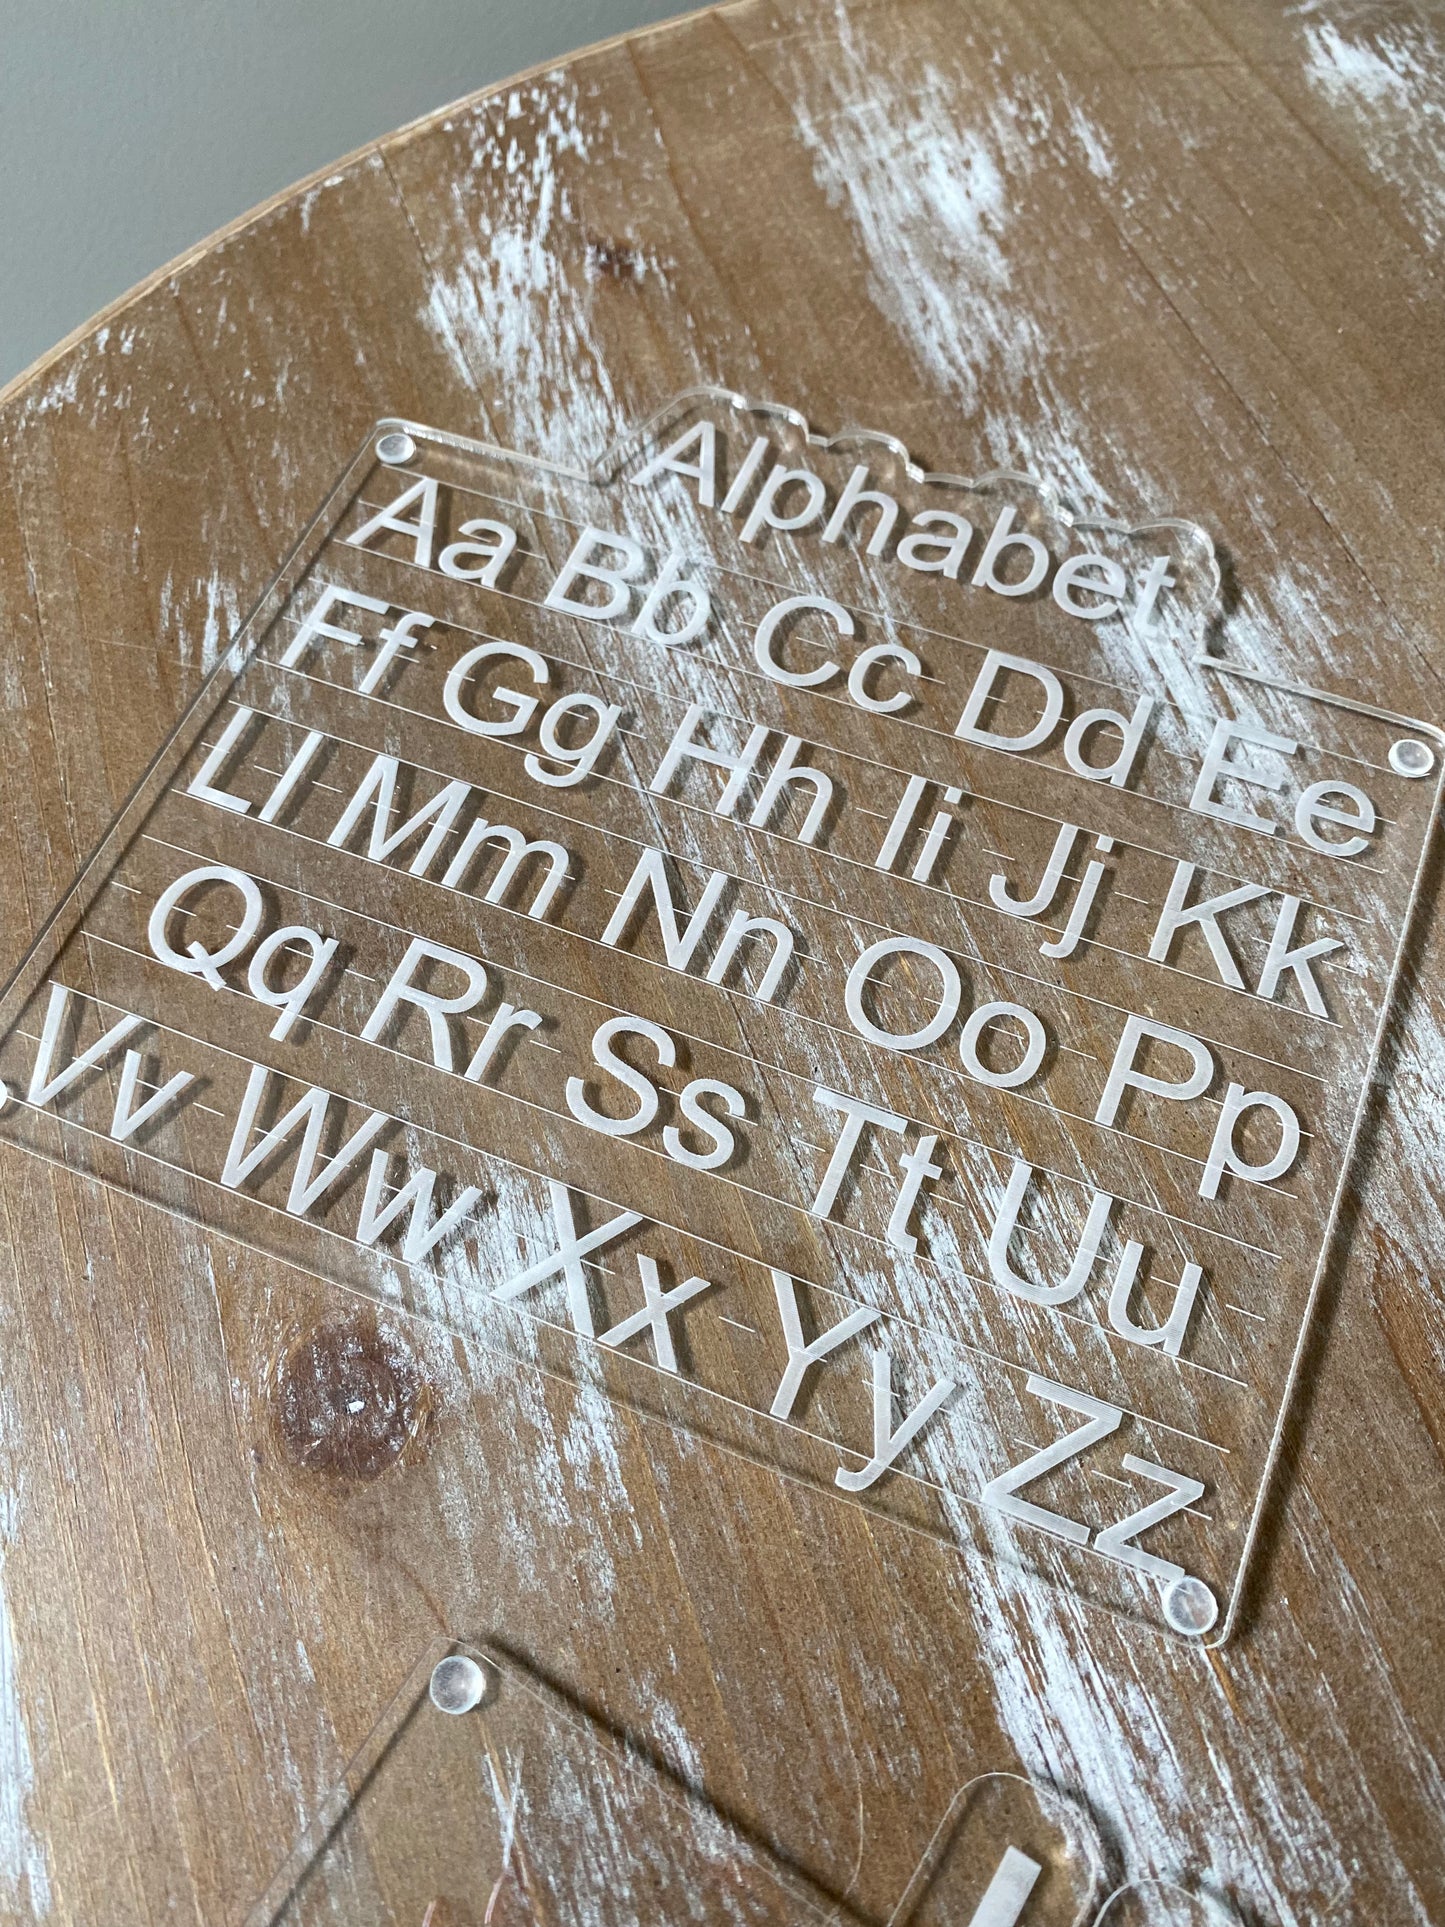 Alphabet
Aa Bb Cc Dd Ee
Ff Gg Hh Ii Jj Kk
Ll Mm Nn Oo Pp
Qq Rr Ss Tt Uu
Vv Ww Xx Yy Zz